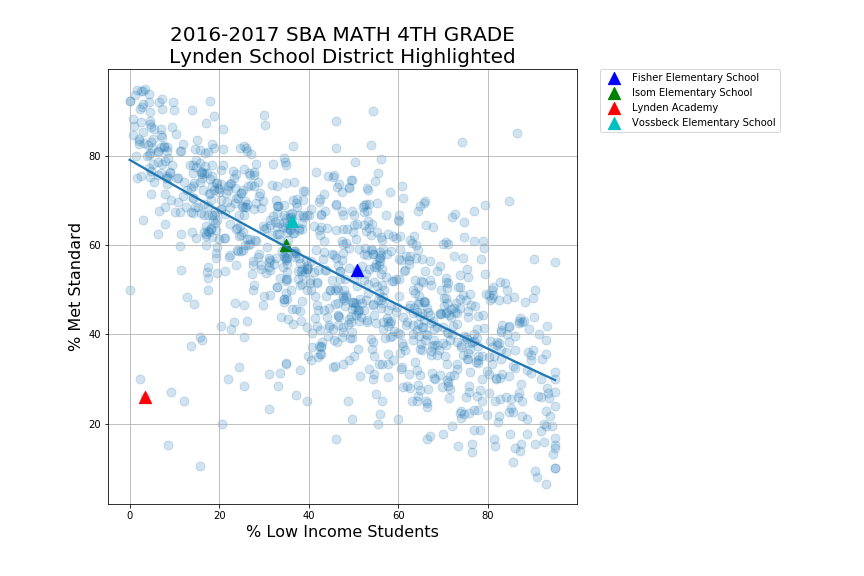 2016-2017 SBA MATH 4TH GRADE
Lynden School District Highlighted
Fisher Elementary School
Isom Elementary School
Lynden Academy
Vossbeck Elementary School
% Met Standard
80
60
40
20
0 20 40 60 80
% Low Income Students